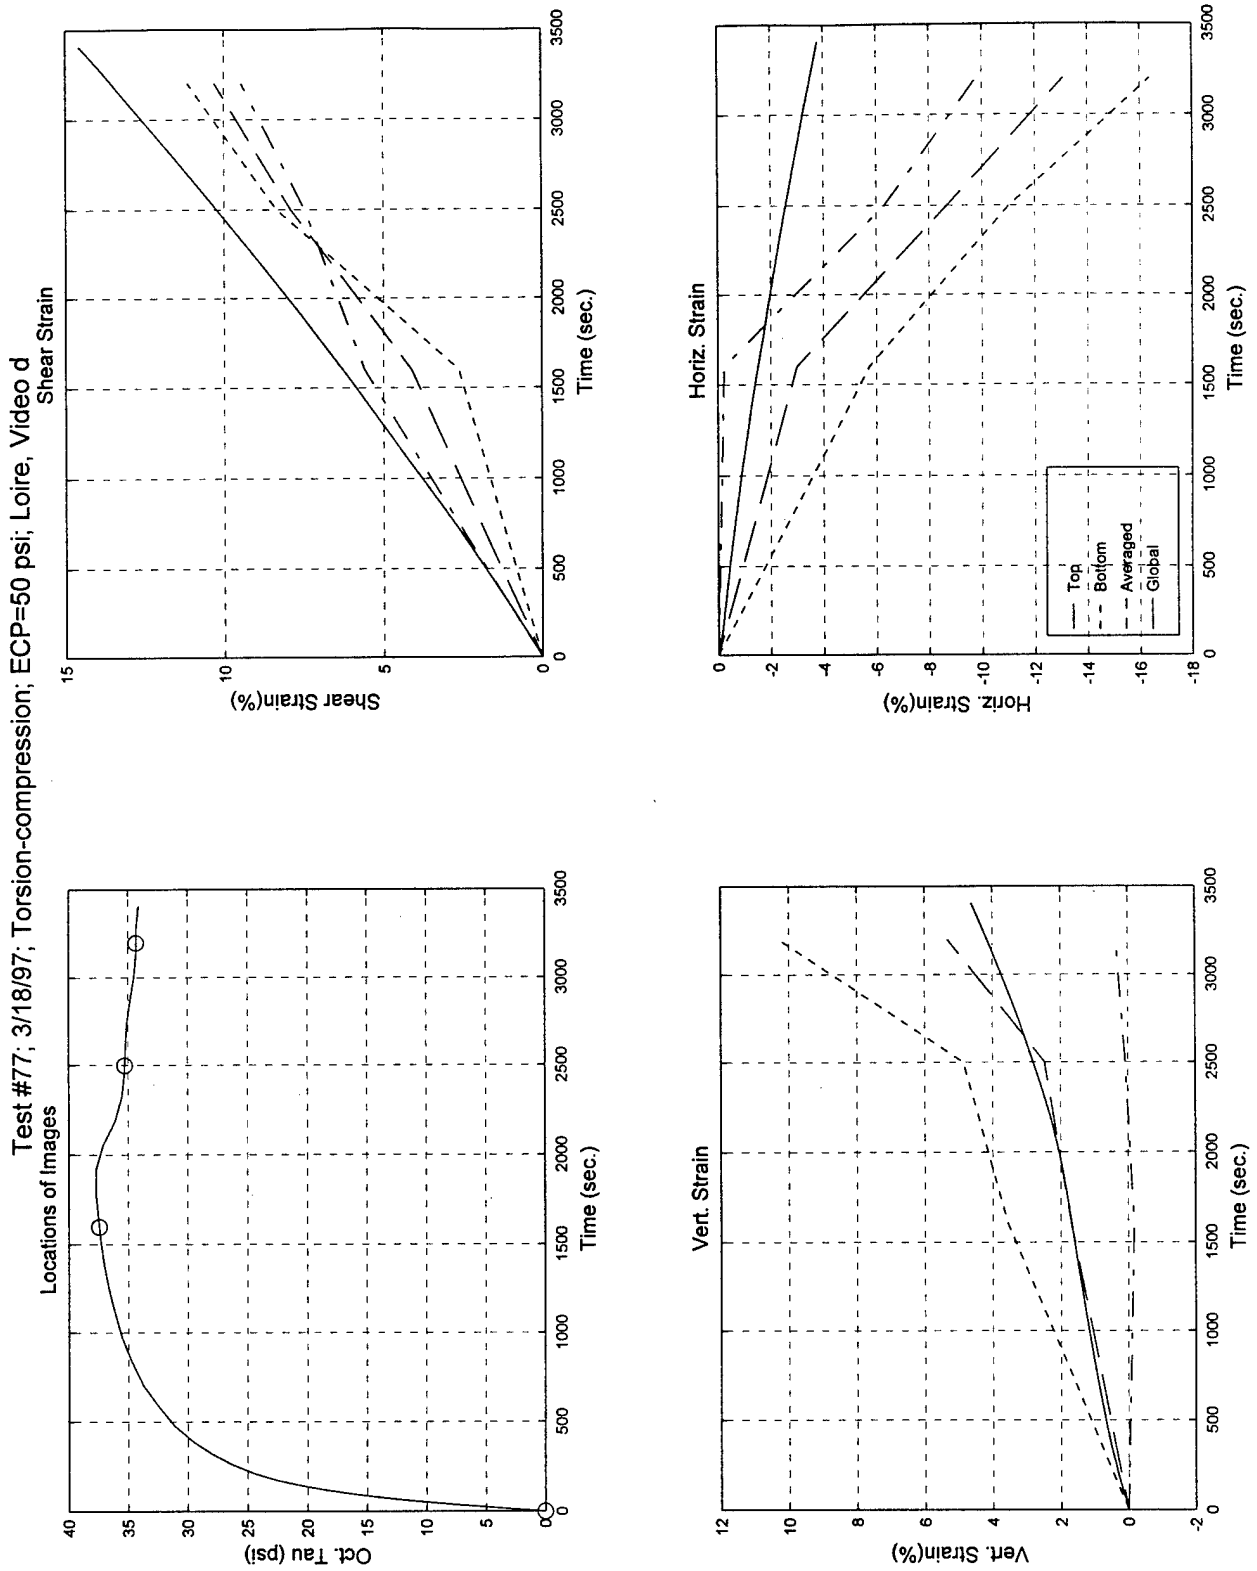 Test #77; 3/18/97; Torsion-compression; ECP=50 psi; Loire, Video d
Locations of Images
40
35
30
25
20
15
10
5
0
Oct. Tau (psi)
0 500 1000 1500 2000 2500 3000 3500
Time (sec.)
Shear Strain
15
10
5
0
Shear Strain(%)
0 500 1000 1500 2000 2500 3000 3500
Time (sec.)
Vert. Strain
12
10
8
6
4
2
0
-2
Vert. Strain(%)
0 500 1000 1500 2000 2500 3000 3500
Time (sec.)
Horiz. Strain
0
-2
-4
-6
-8
-10
-12
-14
-16
-18
Horiz. Strain(%)
0 500 1000 1500 2000 2500 3000 3500
Time (sec.)
Top
Bottom
Averaged
Global